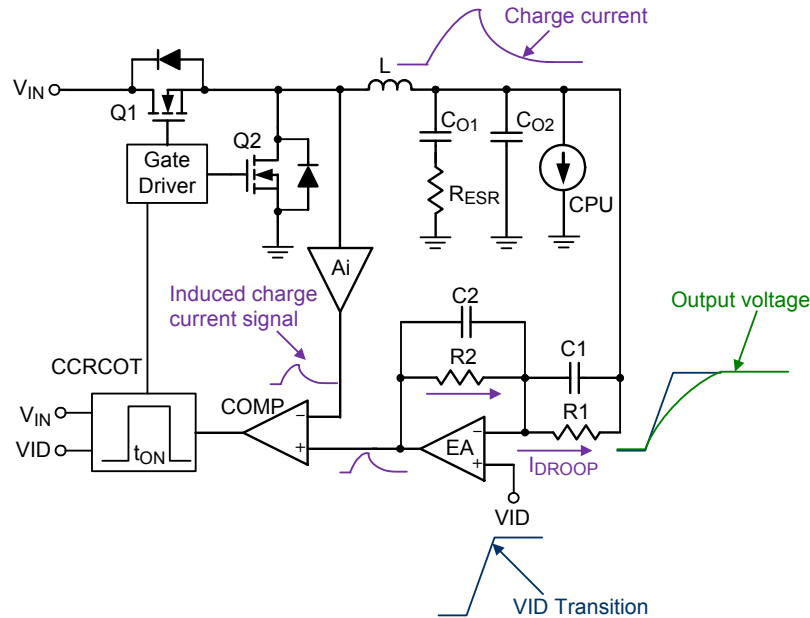 Charge current
L
VIN
Q1
Q2
CO1
CO2
Gate
Driver
RESR
CPU
Ai
Induced charge
current signal
C2
Output voltage
R2
C1
CCRCOT
COMP
R1
VIN
VID
tON
EA
IDROOP
VID
VID Transition